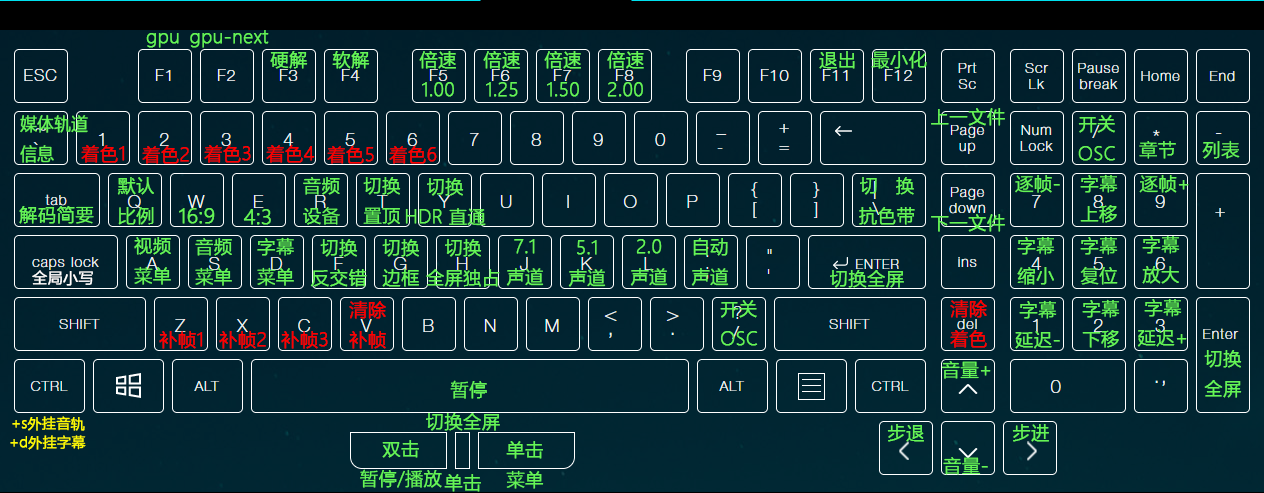 gpu gpu-next
ESC F1 F2 硬解 F3 软解 F4 倍速 F5 1.00 倍速 F6 1.25 倍速 F7 1.50 倍速 F8 2.00 F9 F10 退出 F11 最小化 F12 Prt Sc Scr Lk Pause break Home End
媒体轨道 ` 信息 1 着色1 2 着色2 3 着色3 4 着色4 5 着色5 6 着色6 7 8 9 0 _ - + = ← 上一文件 Page up Num Lock 开关 / OSC * 章节 - 列表
tab 解码简要 默认 Q 比例 W 16:9 E 4:3 音频 R 设备 切换 T 置顶 切换 Y HDR 直通 U I O P { [ } ] 切 换 | \ 抗色带 Page down 下一文件 逐帧- 7 字幕 8 上移 逐帧+ 9 +
caps lock 全局小写 视频 A 菜单 音频 S 菜单 字幕 D 菜单 切换 F 反交错 切换 G 边框 切换 H 全屏独占 7.1 J 声道 5.1 K 声道 2.0 L 声道 自动 声道 " ' ↵ ENTER 切换全屏 ins 字幕 4 缩小 字幕 5 复位 字幕 6 放大
SHIFT Z 补帧1 X 补帧2 C 补帧3 清除 V 补帧 B N M < , > . 开关 ? / OSC SHIFT 清除 del 着色 字幕 1 延迟- 字幕 2 下移 字幕 3 延迟+ Enter 切换 全屏
CTRL ALT 暂停 ALT CTRL 音量+ 0 .,
+s外挂音轨
+d外挂字幕
切换全屏
双击 单击 步退 < 音量- 步进 >
暂停/播放 单击 菜单